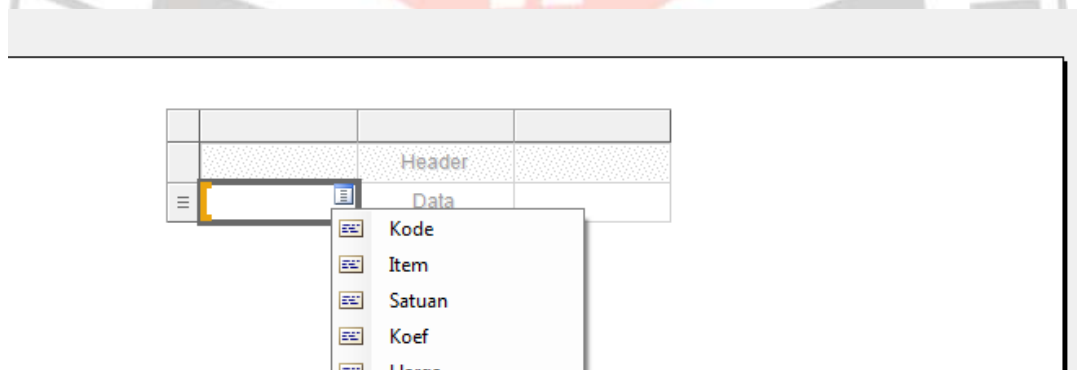 Header
Data
Kode
Item
Satuan
Koef